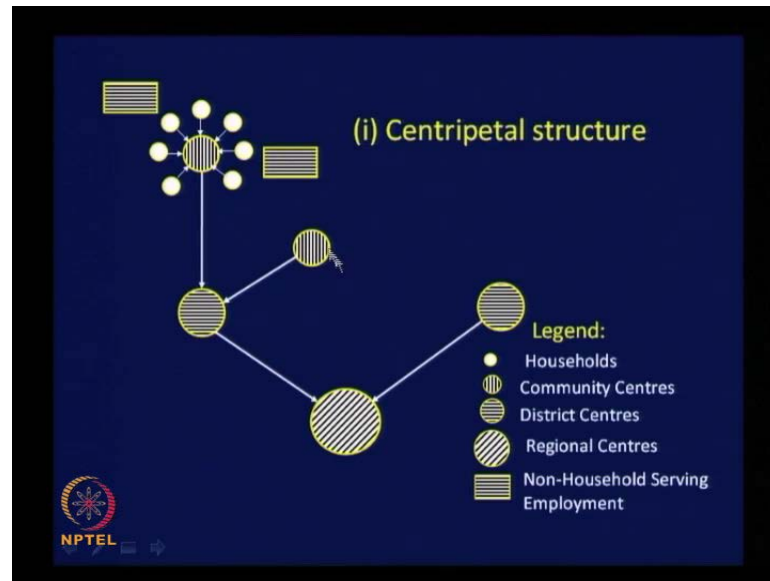 (i) Centripetal structure
Legend:
Households
Community Centres
District Centres
Regional Centres
Non-Household Serving
Employment
NPTEL